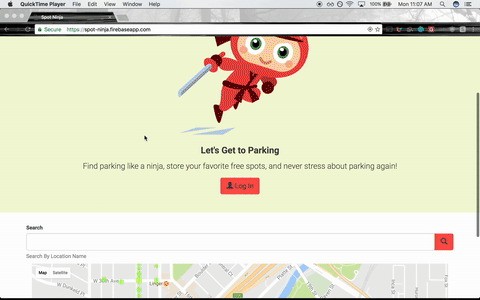 QuickTime Player File Edit View Window Help 100% Mon 11:07 AM
Spot Ninja
Secure https://spot-ninja.firebaseapp.com
Let's Get to Parking
Find parking like a ninja, store your favorite free spots, and never stress about parking again!
Log In
Search
Search By Location Name
Map Satellite
Linger